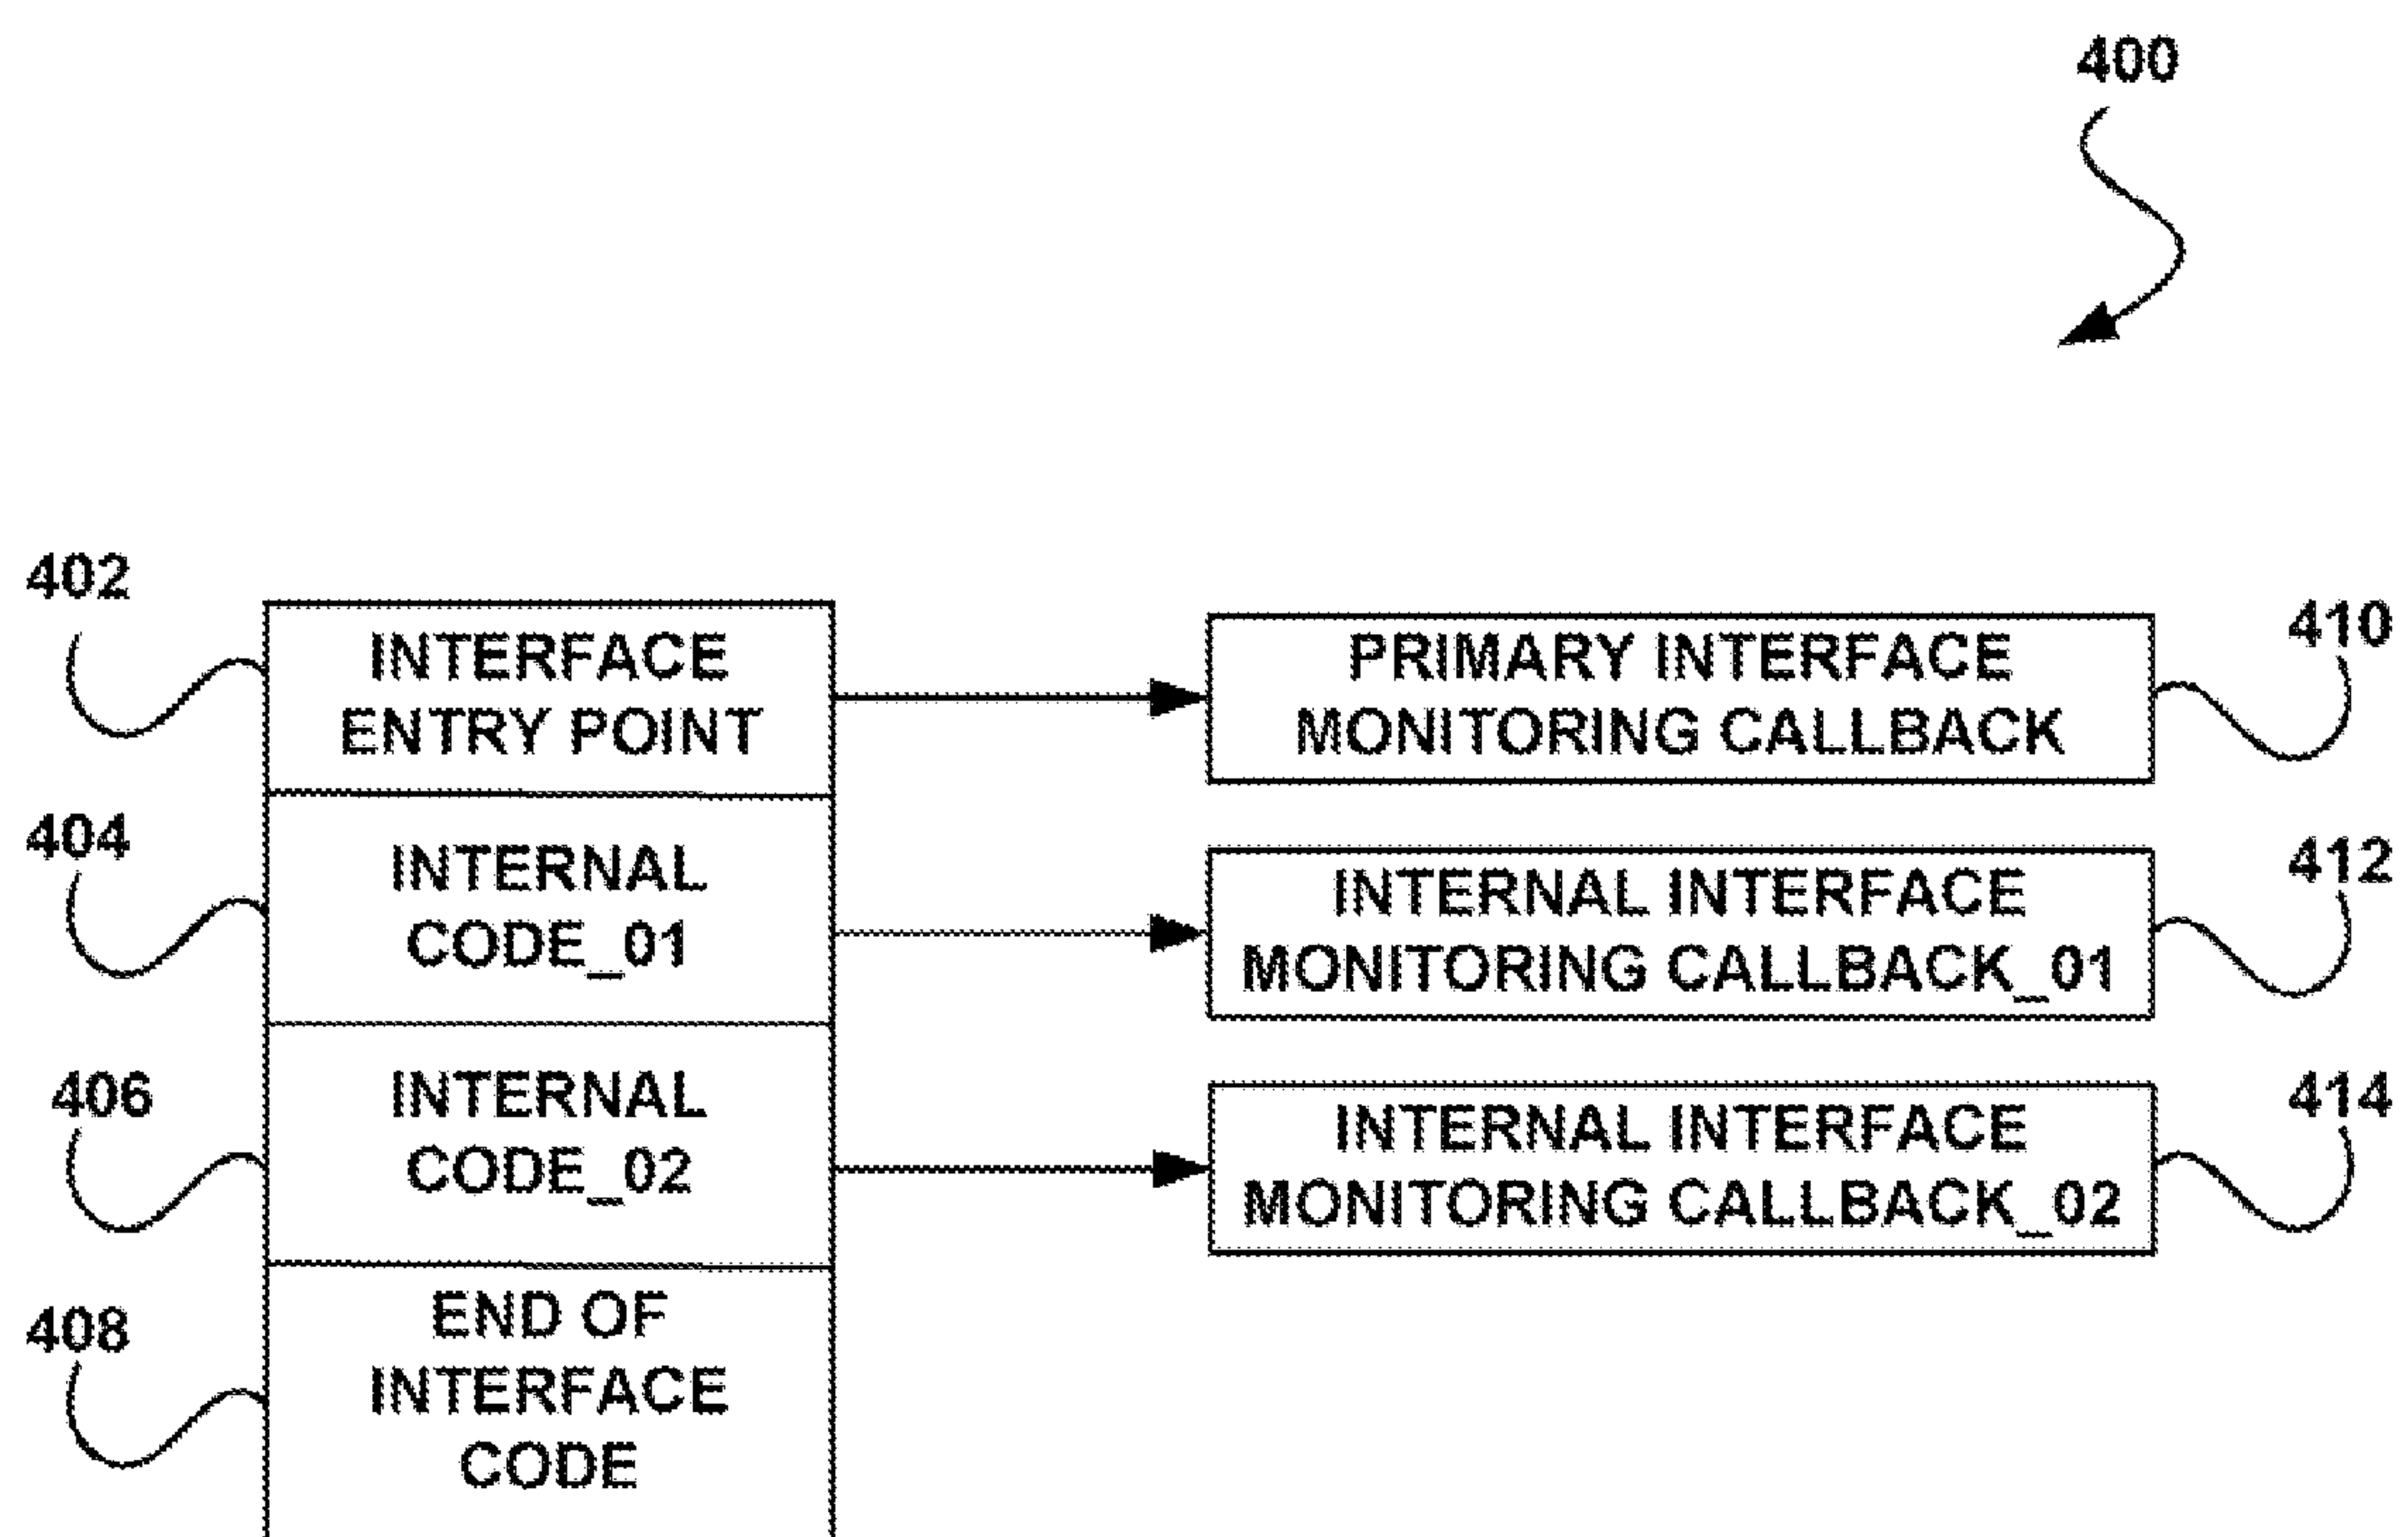 400
402
INTERFACE
ENTRY POINT
PRIMARY INTERFACE
MONITORING CALLBACK
410
404
INTERNAL
CODE_01
INTERNAL INTERFACE
MONITORING CALLBACK_01
412
406
INTERNAL
CODE_02
INTERNAL INTERFACE
MONITORING CALLBACK_02
414
408
END OF
INTERFACE
CODE